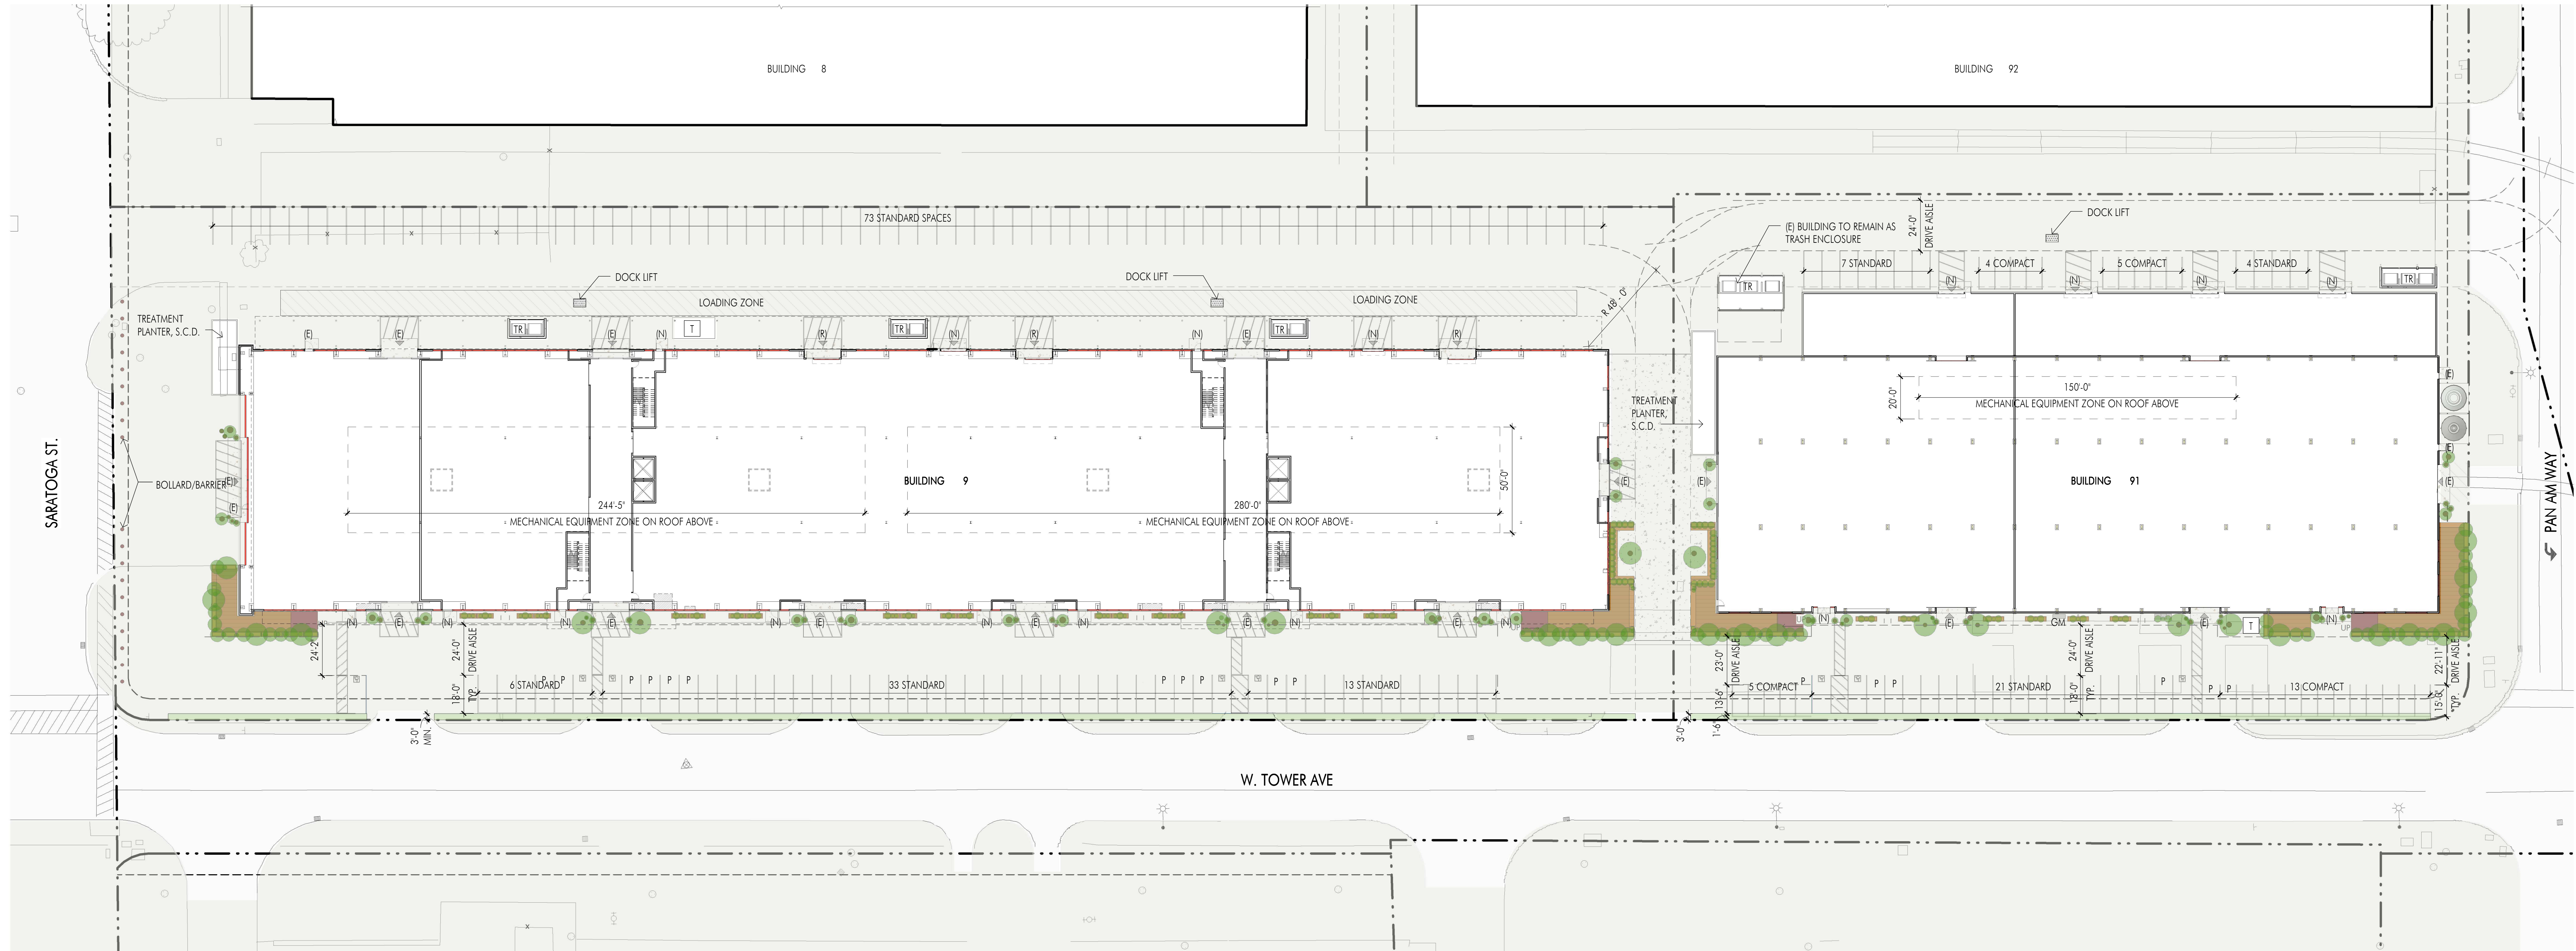 BUILDING 8
BUILDING 92
73 STANDARD SPACES
24'-0"
DRIVE AISLE
DOCK LIFT
(E) BUILDING TO REMAIN AS
TRASH ENCLOSURE
7 STANDARD
4 COMPACT
5 COMPACT
4 STANDARD
(N)
(N)
(N)
(N)
TR
TR
DOCK LIFT
DOCK LIFT
LOADING ZONE
LOADING ZONE
R 48' - 0"
TREATMENT
PLANTER, S.C.D.
(E)
(E)
TR
(E)
(N)
T
(R)
TR
(N)
(R)
(N)
(E)
TR
(N)
(R)
20'-0"
150'-0"
MECHANICAL EQUIPMENT ZONE ON ROOF ABOVE
(E)
TREATMENT
PLANTER,
S.C.D.
(E)
SARATOGA ST.
BOLLARD/BARRIER
(E)
(E)
BUILDING 9
50'-0"
(E)
(E)
BUILDING 91
(E)
PAN AM WAY
244'-5"
MECHANICAL EQUIPMENT ZONE ON ROOF ABOVE
280'-0"
MECHANICAL EQUIPMENT ZONE ON ROOF ABOVE
(N)
(E)
(N)
(N)
(E)
(N)
(E)
(N)
(E)
(N)
(N)
(E)
(N)
(E)
(N)
UP
(N)
(E)
GM
(E)
T
(N)
UP
24'-2"
24'-0"
DRIVE AISLE
23'-0"
DRIVE AISLE
24'-0"
DRIVE AISLE
22'-11"
DRIVE AISLE
18'-0"
TYP.
6 STANDARD
P
P
P
P
P
P
33 STANDARD
P
P
P
P
P
13 STANDARD
13'-6"
5 COMPACT
P
P
P
21 STANDARD
18'-0"
TYP.
P
P
P
13 COMPACT
15'-0"
TYP.
3'-0"
MIN.
3'-0"
1'-6"
W. TOWER AVE